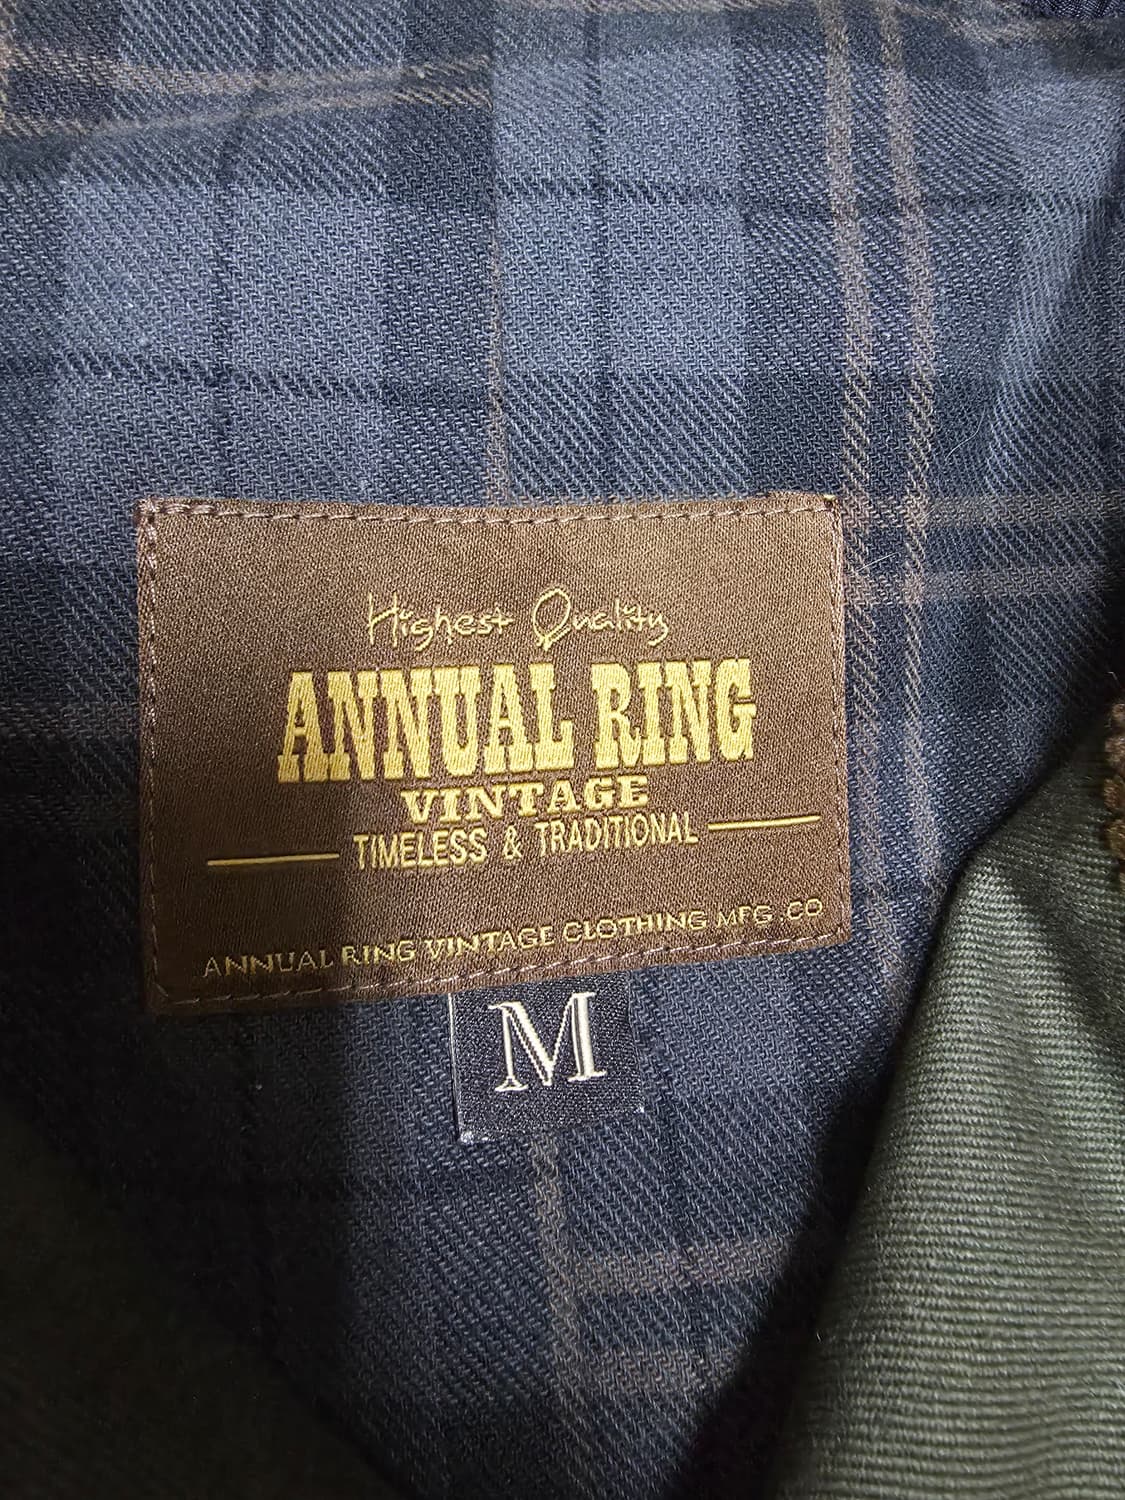 Highest Quality
ANNUAL RING
VINTAGE
TIMELESS & TRADITIONAL
ANNUAL RING VINTAGE CLOTHING MFG .CO
M